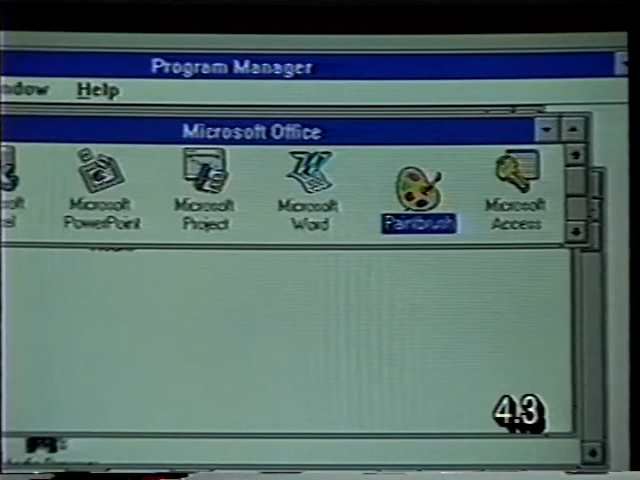 Program Manager
ndow Help
Microsoft Office
Microsoft PowerPoint
Microsoft Project
Microsoft Word
Paintbrush
Microsoft Access
4.3